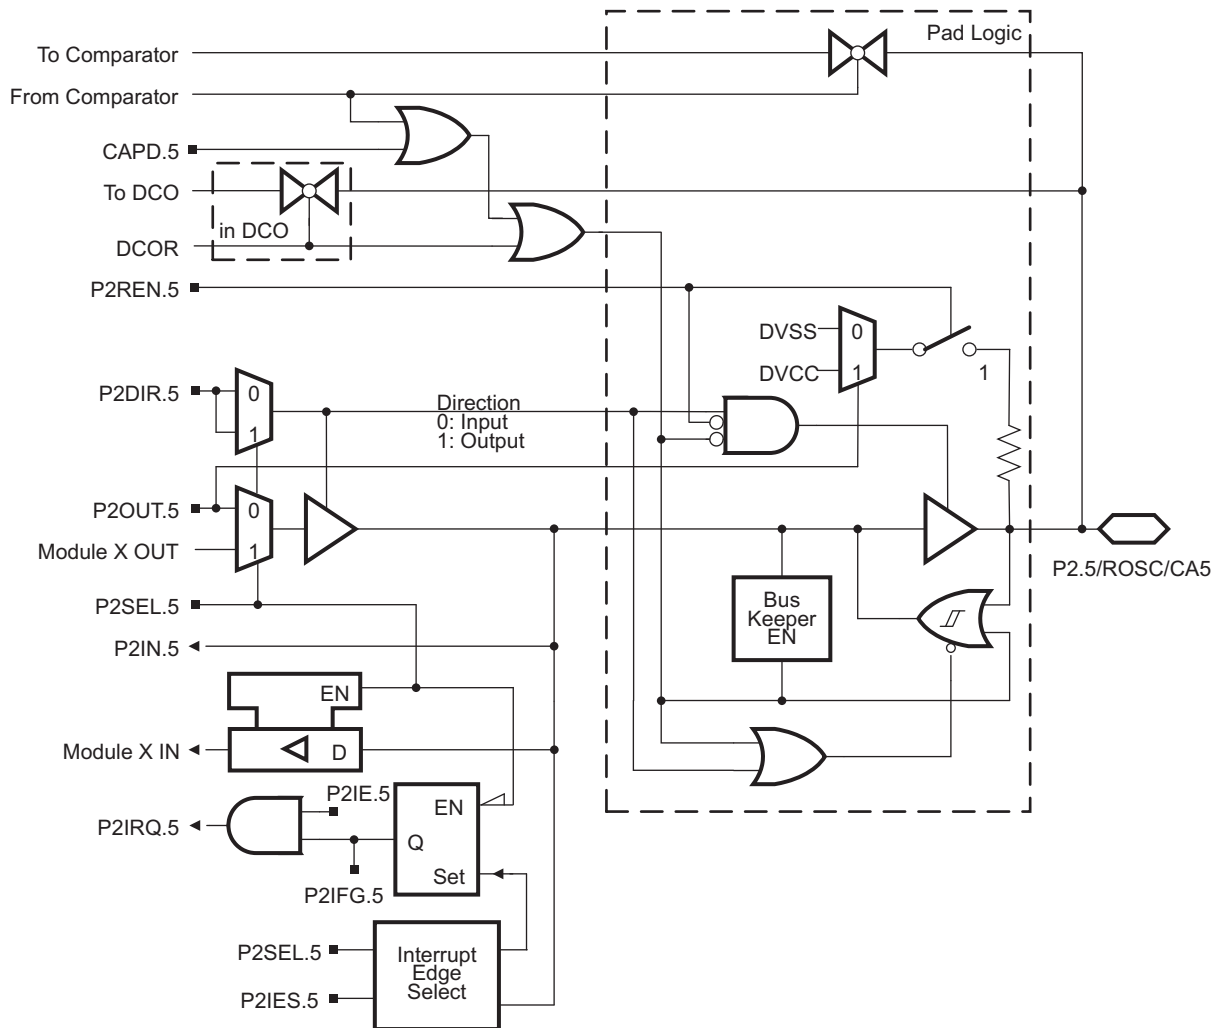 Pad Logic
To Comparator
From Comparator
CAPD.5
To DCO
in DCO
DCOR
P2REN.5
DVSS
0
DVCC
1
1
P2DIR.5
0
1
Direction
0: Input
1: Output
P2OUT.5
0
Module X OUT
1
P2.5/ROSC/CA5
P2SEL.5
Bus
Keeper
EN
P2IN.5
EN
Module X IN
D
P2IE.5
EN
P2IRQ.5
Q
Set
P2IFG.5
P2SEL.5
Interrupt
Edge
Select
P2IES.5